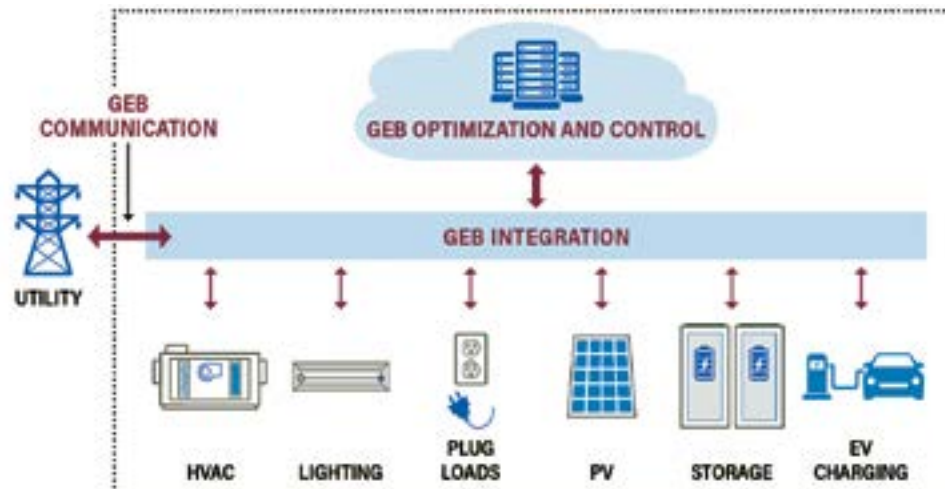 GEB
COMMUNICATION
GEB OPTIMIZATION AND CONTROL
UTILITY
GEB INTEGRATION
HVAC
LIGHTING
PLUG
LOADS
PV
STORAGE
EV
CHARGING